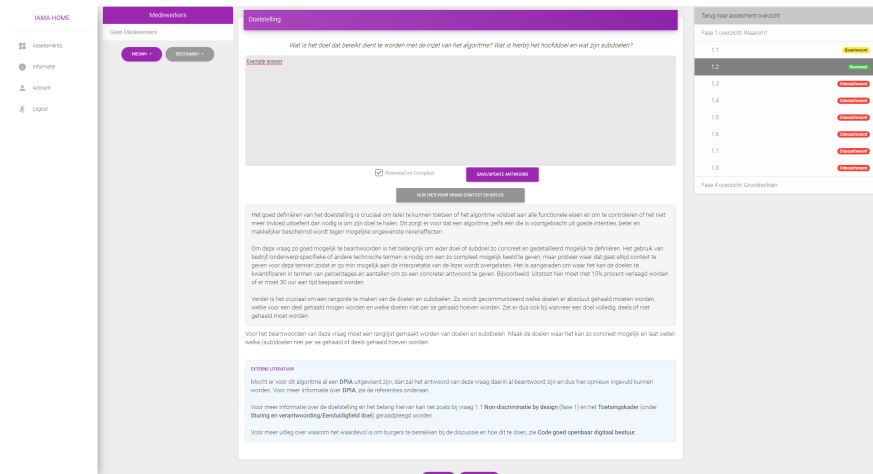 IAMA HOME
Assessments
Informatie
Account
Logout
Medewerkers
Geen Medewerkers
NIEUW+
BESTAAND+
Doelstelling
Wat is het doel dat bereikt dient te worden met de inzet van het algoritme? Wat is hierbij het hoofddoel en wat zijn subdoelen?
Example answer
Reviewed en Compleet
SAVE/UPDATE ANTWOORD
KLIK HIER VOOR VRAAG CONTEXT EN UITLEG
Het goed definiëren van het doelstelling is cruciaal om later te kunnen toetsen of het algoritme voldoet aan alle functionele eisen en om te controleren of het niet
meer invloed uitoefent dan nodig is om zijn doel te halen. Dit zorgt er voor dat een algoritme, zelfs één die is voortgebracht uit goede intenties, beter en
makkelijker beschermd wordt tegen mogelijke ongewenste neveneffecten.
Om deze vraag zo goed mogelijk te beantwoorden is het belangrijk om ieder doel of subdoel zo concreet en gedetailleerd mogelijk te definiëren. Het gebruik van
bedrijf/onderwerp-specifieke of andere technische termen is nodig om een zo compleet mogelijk beeld te geven, maar probeer waar dat gaat altijd context te
geven voor deze termen zodat er zo min mogelijk aan de interpretatie van de lezer wordt overgelaten. Het is aangeraden om waar het kan de doelen te
kwantificeren in termen van percentages en aantallen om zo een concreter antwoord te geven. Bijvoorbeeld: Uitstoot hier moet met 15% procent verlaagd worden
of er moet 30 uur aan tijd bespaard worden.
Verder is het cruciaal om een rangorde te maken van de doelen en subdoelen. Zo wordt gecommuniceerd welke doelen er absoluut gehaald moeten worden,
welke voor een deel gehaald mogen worden en welke doelen niet per se gehaald hoeven worden. Zet er dus ook bij wanneer een doel volledig, deels of niet
gehaald moet worden.
Voor het beantwoorden van deze vraag moet een ranglijst gemaakt worden van doelen en subdoelen. Maak de doelen waar het kan zo concreet mogelijk en laat weten
welke (sub)doelen niet per se gehaald of deels gehaald hoeven worden.
EXTERNE LITERATUUR
Mocht er voor dit algoritme al een DPIA uitgevoerd zijn, dan zal het antwoord van deze vraag daarin al beantwoord zijn en dus hier opnieuw ingevuld kunnen
worden. Voor meer informatie over DPIA, zie de referenties onderaan.
Voor meer informatie over de doelstelling en het belang hiervan kan net zoals bij vraag 1.1 Non-discriminatie by design (fase 1) en het Toetsingskader (onder
Sturing en verantwoording/Eenduidigheid doel) geraadpleegd worden.
Voor meer uitleg over waarom het waardevol is om burgers te betrekken bij de discussie en hoe dit te doen, zie Code goed openbaar digitaal bestuur.
Terug naar assesment overzicht
Fase 1 overzicht: Waarom?
1.1 Beantwoord
1.2 Reviewed
1.3 Onbeantwoord
1.4 Onbeantwoord
1.5 Onbeantwoord
1.6 Onbeantwoord
1.7 Onbeantwoord
1.8 Onbeantwoord
Fase 4 overzicht: Grondrechten